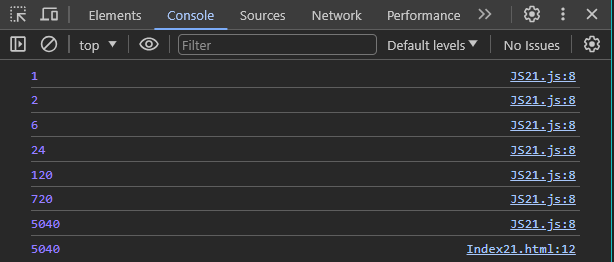 Elements Console Sources Network Performance
top Filter Default levels No Issues
1 JS21.js:8
2 JS21.js:8
6 JS21.js:8
24 JS21.js:8
120 JS21.js:8
720 JS21.js:8
5040 JS21.js:8
5040 Index21.html:12